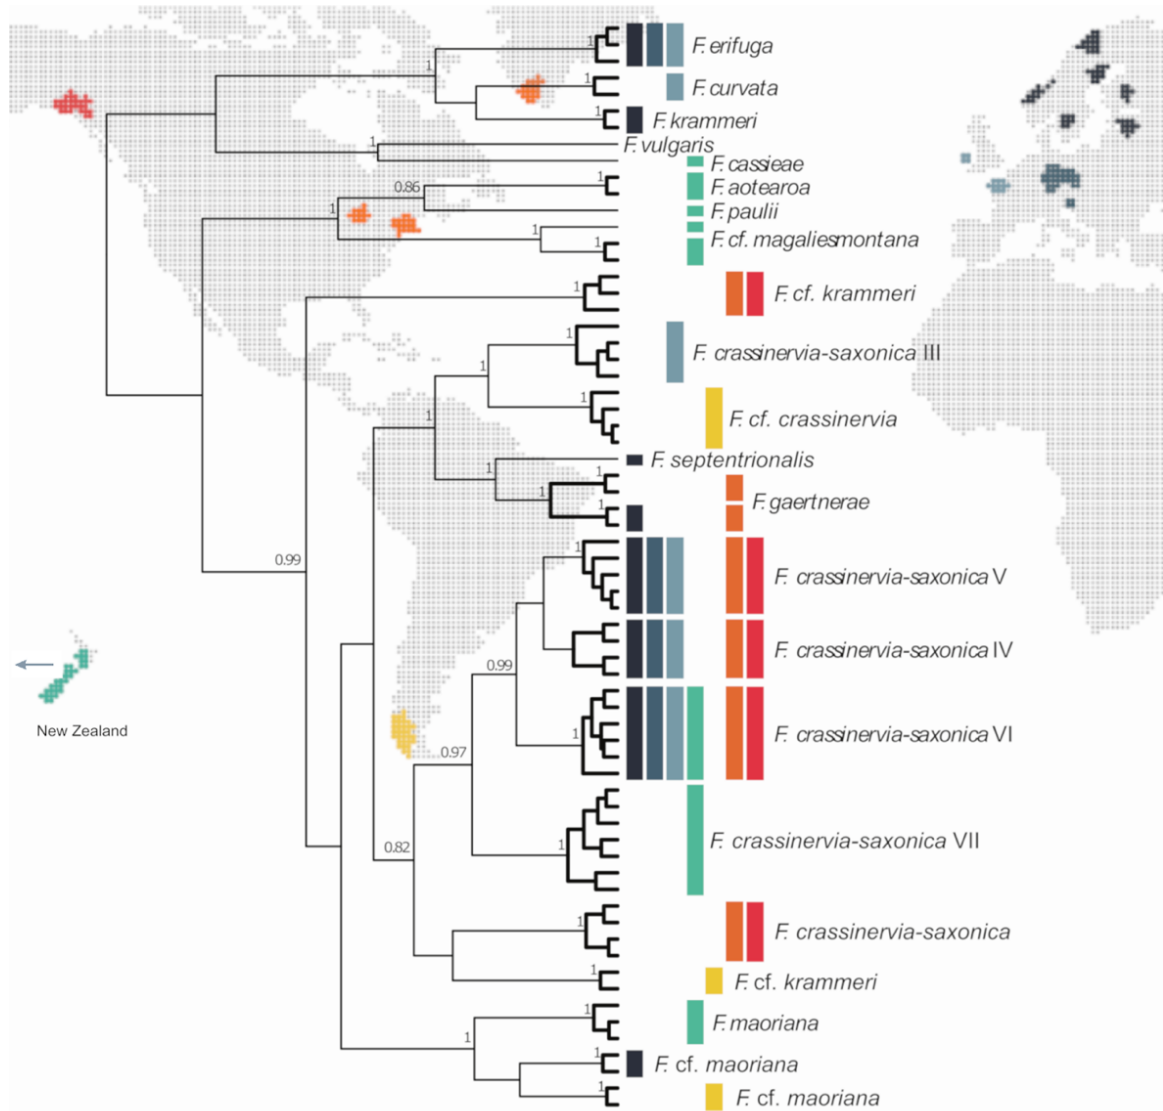 1
F. erifuga
1
1
F. curvata
1
F. krammeri
1
F. vulgaris
F. cassieae
1
0.86
F. aotearoa
1
F. paulii
1
F. cf. magaliesmontana
1
1
F. cf. krammeri
1
F. crassinervia-saxonica III
1
1
F. cf. crassinervia
1
F. septentrionalis
1
1
F. gaertnerae
1
1
1
F. crassinervia-saxonica V
0.99
F. crassinervia-saxonica IV
0.99
New Zealand
F. crassinervia-saxonica VI
1
0.97
F. crassinervia-saxonica VII
1
0.82
F. crassinervia-saxonica
1
F. cf. krammeri
1
F. maoriana
1
1
F. cf. maoriana
1
F. cf. maoriana
1